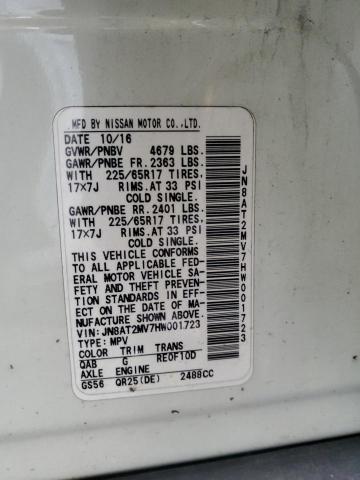 MFD BY NISSAN MOTOR CO.,LTD.
DATE 10/16
GVWR/PNBV 4679 LBS.
GAWR/PNBE FR. 2363 LBS.
WITH 225/65R17 TIRES,
17×7J RIMS, AT 33 PSI
COLD SINGLE.
GAWR/PNBE RR. 2401 LBS.
WITH 225/65R17 TIRES,
17×7J RIMS, AT 33 PSI
COLD SINGLE.
THIS VEHICLE CONFORMS
TO ALL APPLICABLE FED-
ERAL MOTOR VEHICLE SA-
FETY AND THEFT PREVEN-
TION STANDARDS IN EFF-
ECT ON THE DATE OF MA-
NUFACTURE SHOWN ABOVE.
VIN: JN8AT2MV7HW001723
TYPE: MPV
COLOR TRIM TRANS
QAB G RE0F10D
AXLE ENGINE
GS56 QR25(DE) 2488CC
JN8AT2MV7HW001723